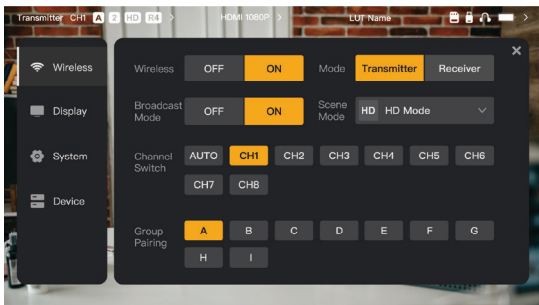 Transmitter CH1 A 2 HD R4 > HDMI 1080P > LUT Name >
Wireless
Display
System
Device
Wireless OFF ON Mode Transmitter Receiver
Broadcast Mode OFF ON Scene Mode HD HD Mode
Channel Switch AUTO CH1 CH2 CH3 CH4 CH5 CH6
CH7 CH8
Group Pairing A B C D E F G
H I